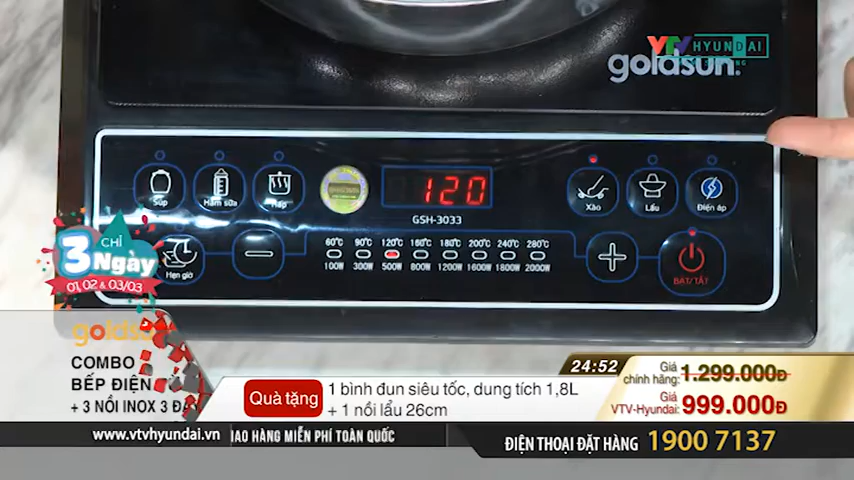 VTV HYUNDAI
goldsun
Súp
Hâm sữa
Hấp
120
Xào
Lẩu
Điện áp
GSH-3033
60°C 90°C 120°C 160°C 180°C 200°C 240°C 280°C
100W 300W 500W 800W 1200W 1600W 1800W 2000W
Hẹn giờ
BẬT/TẮT
CHỈ
3 Ngày
01, 02 & 03/03
COMBO
BẾP ĐIỆN
+ 3 NỒI INOX 3 ĐÁY
24:52
Quà tặng
1 bình đun siêu tốc, dung tích 1,8L
+ 1 nồi lẩu 26cm
Giá
chính hãng: 1.299.000Đ
Giá
VTV-Hyundai: 999.000Đ
www.vtvhyundai.vn
IAO HÀNG MIỄN PHÍ TOÀN QUỐC
ĐIỆN THOẠI ĐẶT HÀNG 1900 7137